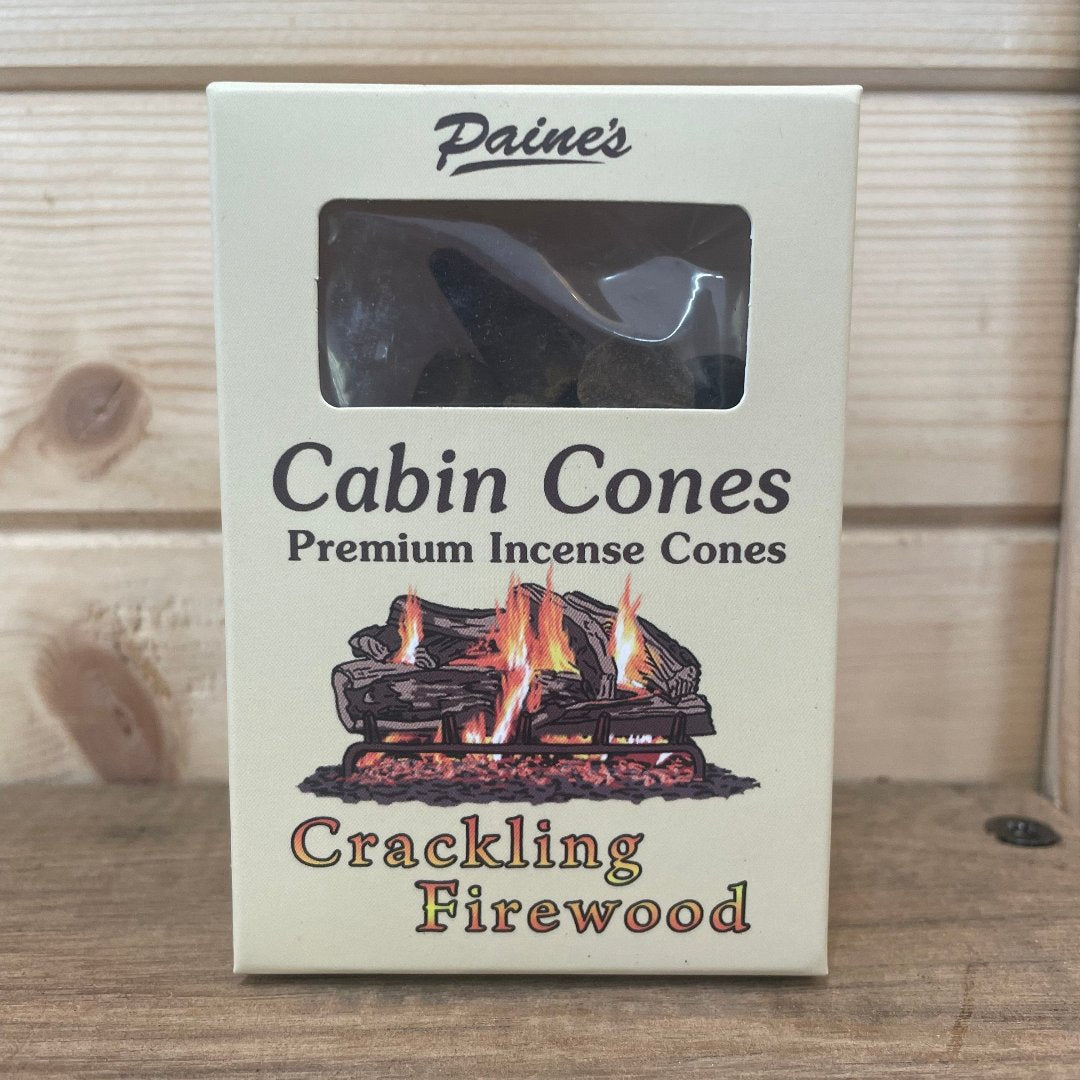 Paine's
Cabin Cones
Premium Incense Cones
Crackling
Firewood